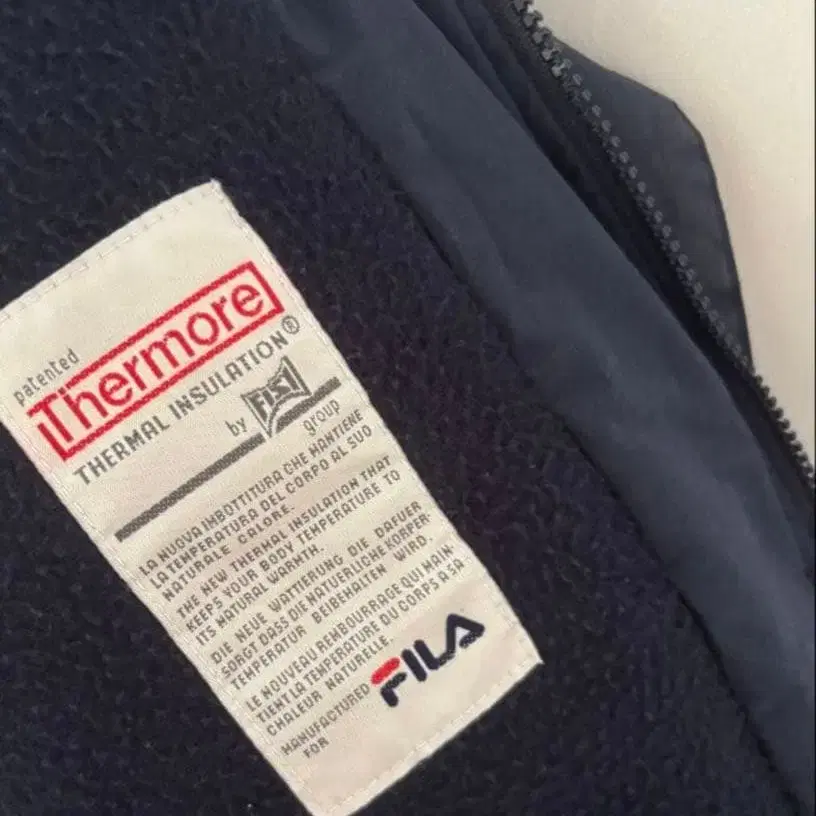 patented
Thermore
THERMAL INSULATION®
by FISI group
LA NUOVA IMBOTTITURA CHE MANTIENE
LA TEMPERATURA DEL CORPO AL SUO
NATURALE CALORE.
THE NEW THERMAL INSULATION THAT
KEEPS YOUR BODY TEMPERATURE TO
ITS NATURAL WARMTH.
DIE NEUE WATTIERUNG DIE DAFUER
SORGT DASS DIE NATUERLICHE KORPER-
TEMPERATUR BEIBEHALTEN WIRD.
LE NOUVEAU REMBOURRAGE QUI MAIN-
TIENT LA TEMPERATURE DU CORPS A SA
CHALEUR NATURELLE.
MANUFACTURED
FOR
FILA